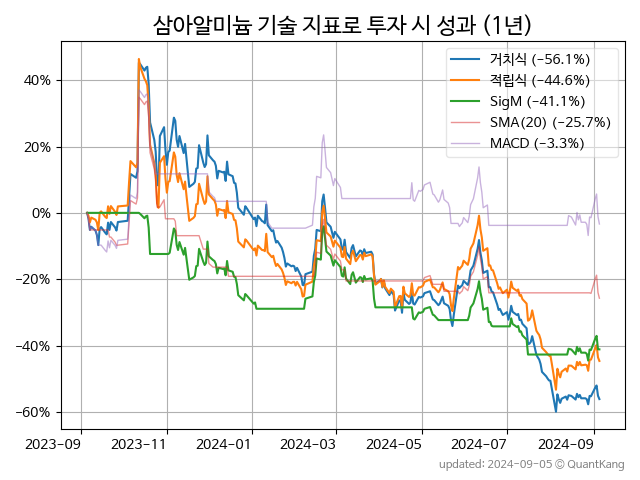 삼아알미늄 기술 지표로 투자 시 성과 (1년)
거치식 (−56.1%)
적립식 (−44.6%)
SigM (−41.1%)
SMA(20) (−25.7%)
MACD (−3.3%)
40%
20%
0%
−20%
−40%
−60%
2023-09 2023-11 2024-01 2024-03 2024-05 2024-07 2024-09
updated: 2024-09-05 © QuantKang